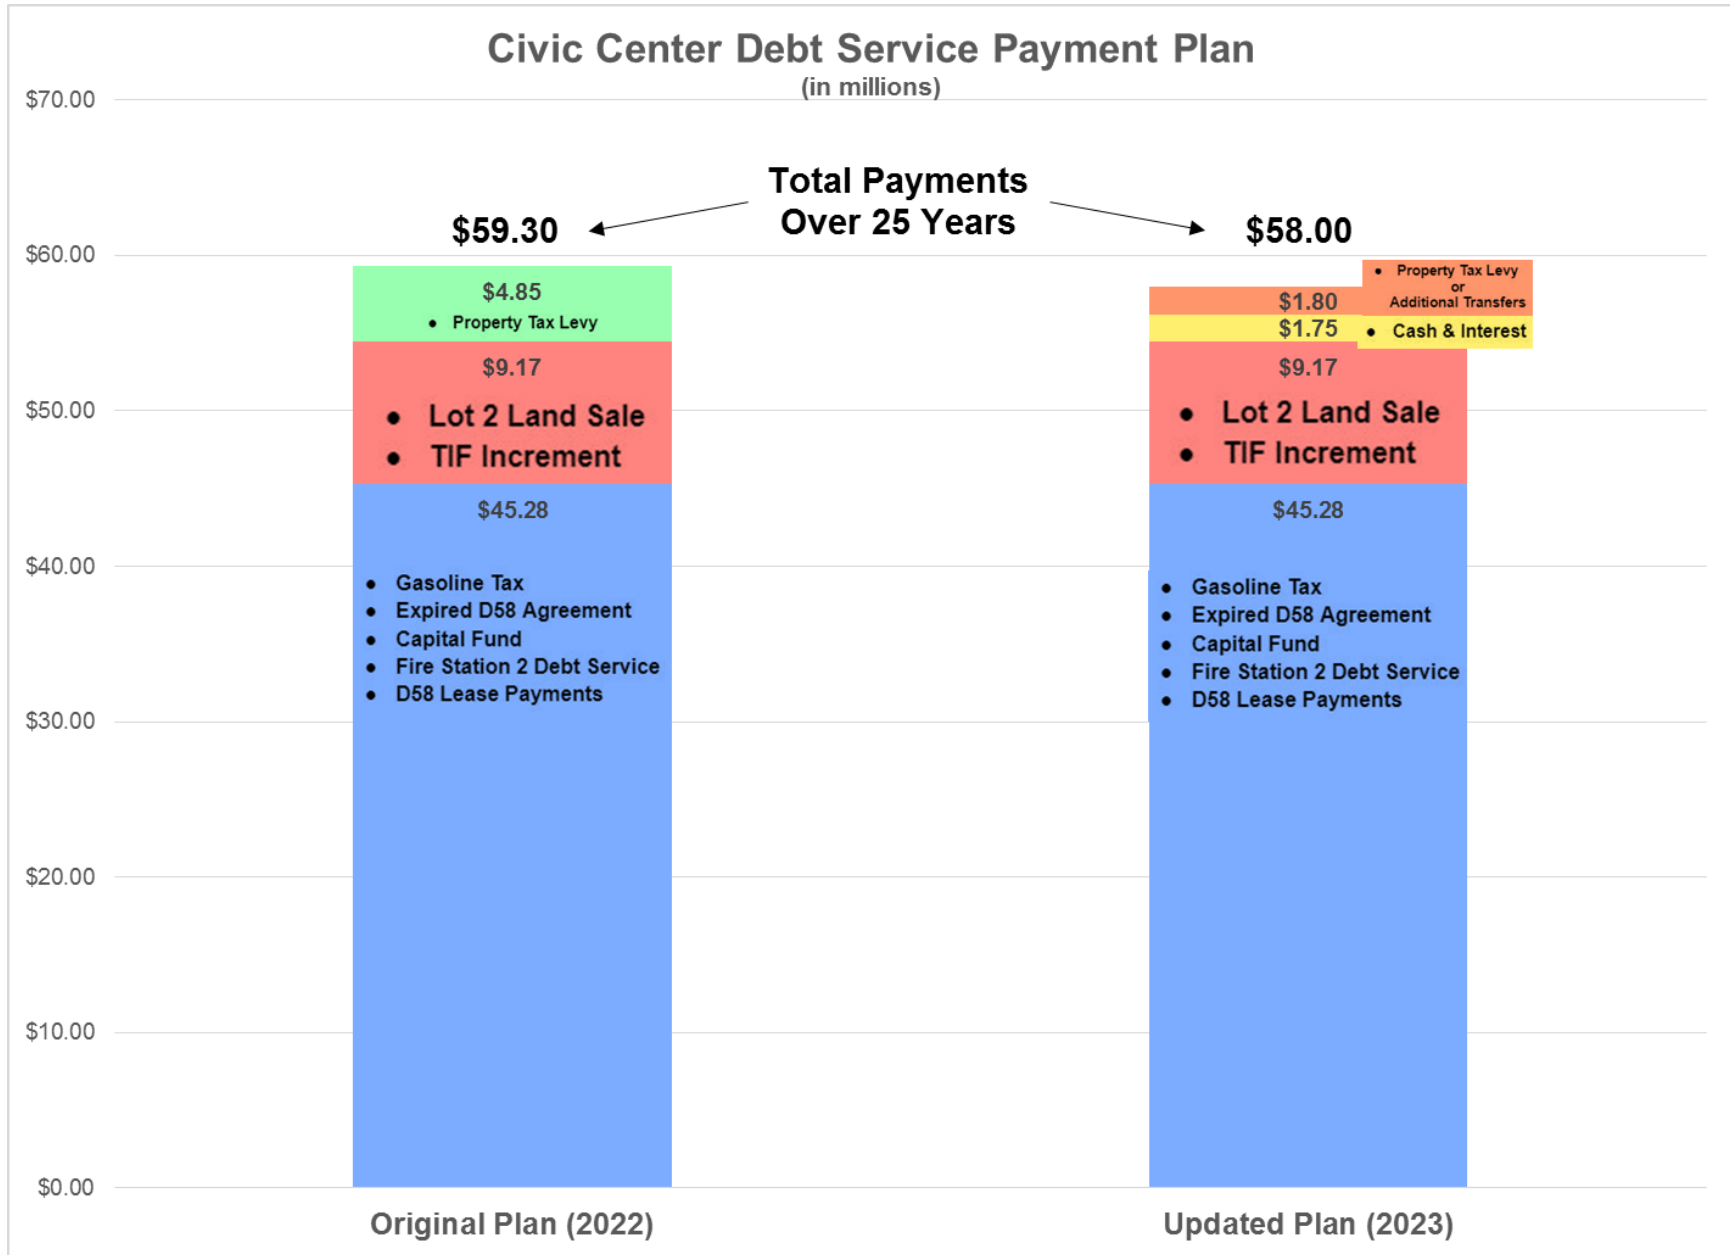 Civic Center Debt Service Payment Plan
(in millions)
$70.00
$60.00
$50.00
$40.00
$30.00
$20.00
$10.00
$0.00
Total Payments
Over 25 Years
$59.30
$4.85
• Property Tax Levy
$9.17
• Lot 2 Land Sale
• TIF Increment
$45.28
• Gasoline Tax
• Expired D58 Agreement
• Capital Fund
• Fire Station 2 Debt Service
• D58 Lease Payments
Original Plan (2022)
$58.00
• Property Tax Levy
or
Additional Transfers
$1.80
$1.75
• Cash & Interest
$9.17
• Lot 2 Land Sale
• TIF Increment
$45.28
• Gasoline Tax
• Expired D58 Agreement
• Capital Fund
• Fire Station 2 Debt Service
• D58 Lease Payments
Updated Plan (2023)